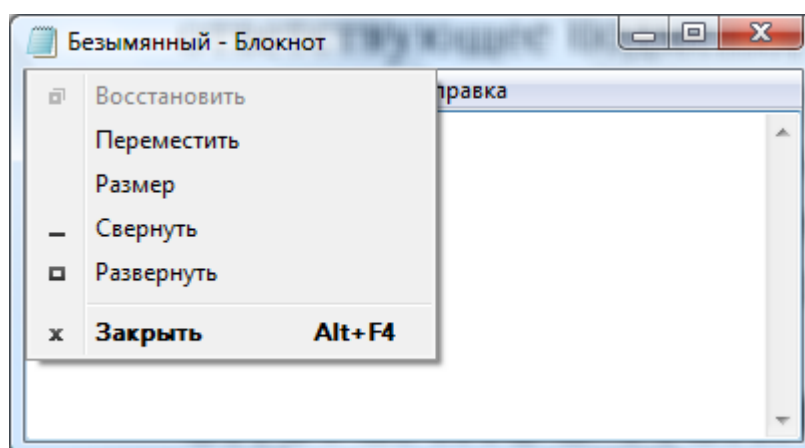 Безымянный - Блокнот
правка
Восстановить
Переместить
Размер
Свернуть
Развернуть
Закрыть Alt+F4